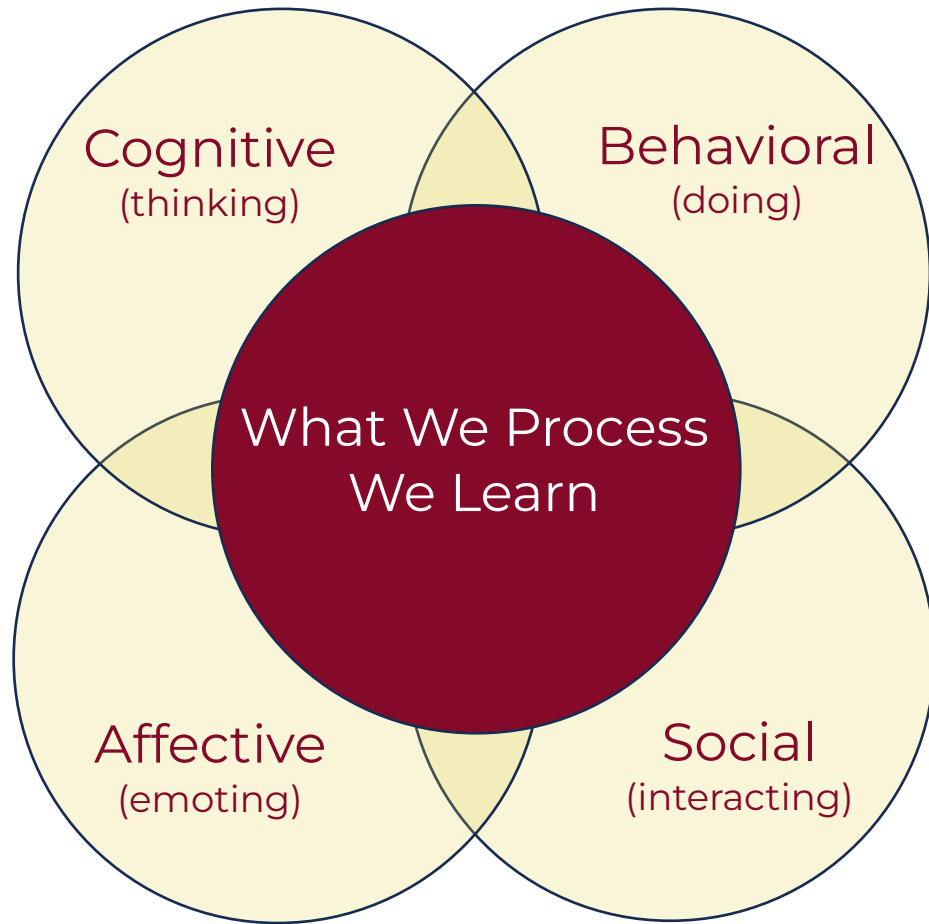 Cognitive
(thinking)
Behavioral
(doing)
What We Process
We Learn
Affective
(emoting)
Social
(interacting)